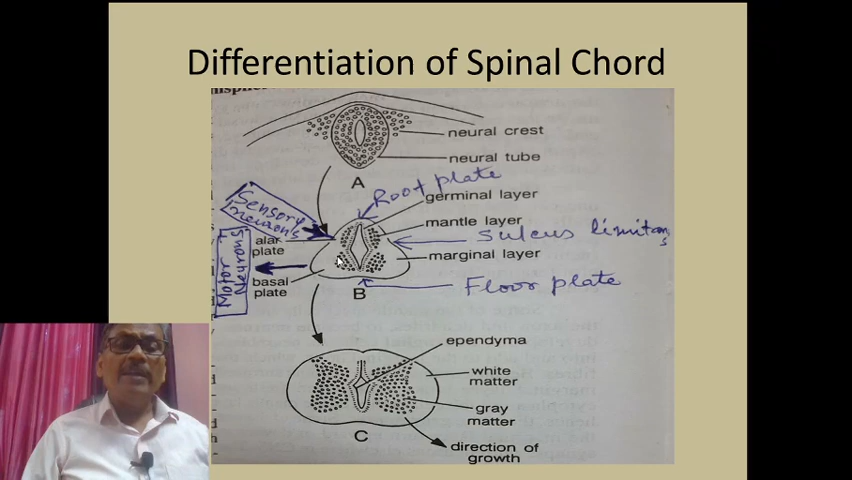 Differentiation of Spinal Chord
neural crest
neural tube
A
Roof plate
germinal layer
Sensory
neurons
mantle layer
Sulcus limitans
alar
plate
marginal layer
Motor
Neurons
basal
plate
B
Floor plate
ependyma
white
matter
gray
matter
C
direction of
growth